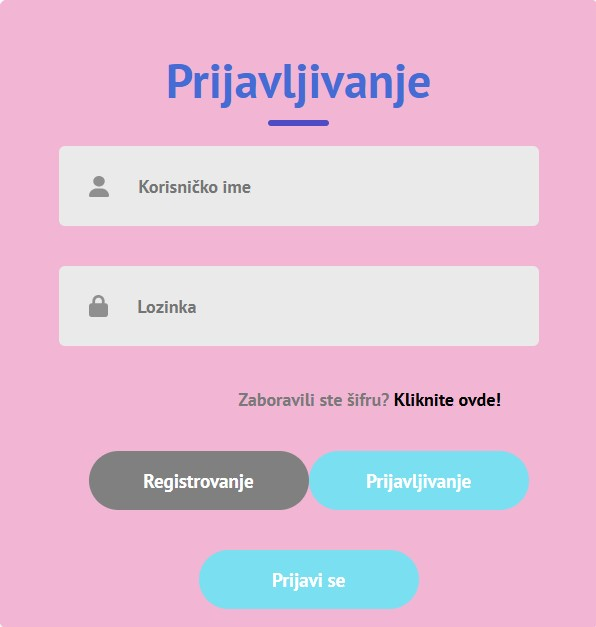 Prijavljivanje
Korisničko ime
Lozinka
Zaboravili ste šifru? Kliknite ovde!
Registrovanje Prijavljivanje
Prijavi se